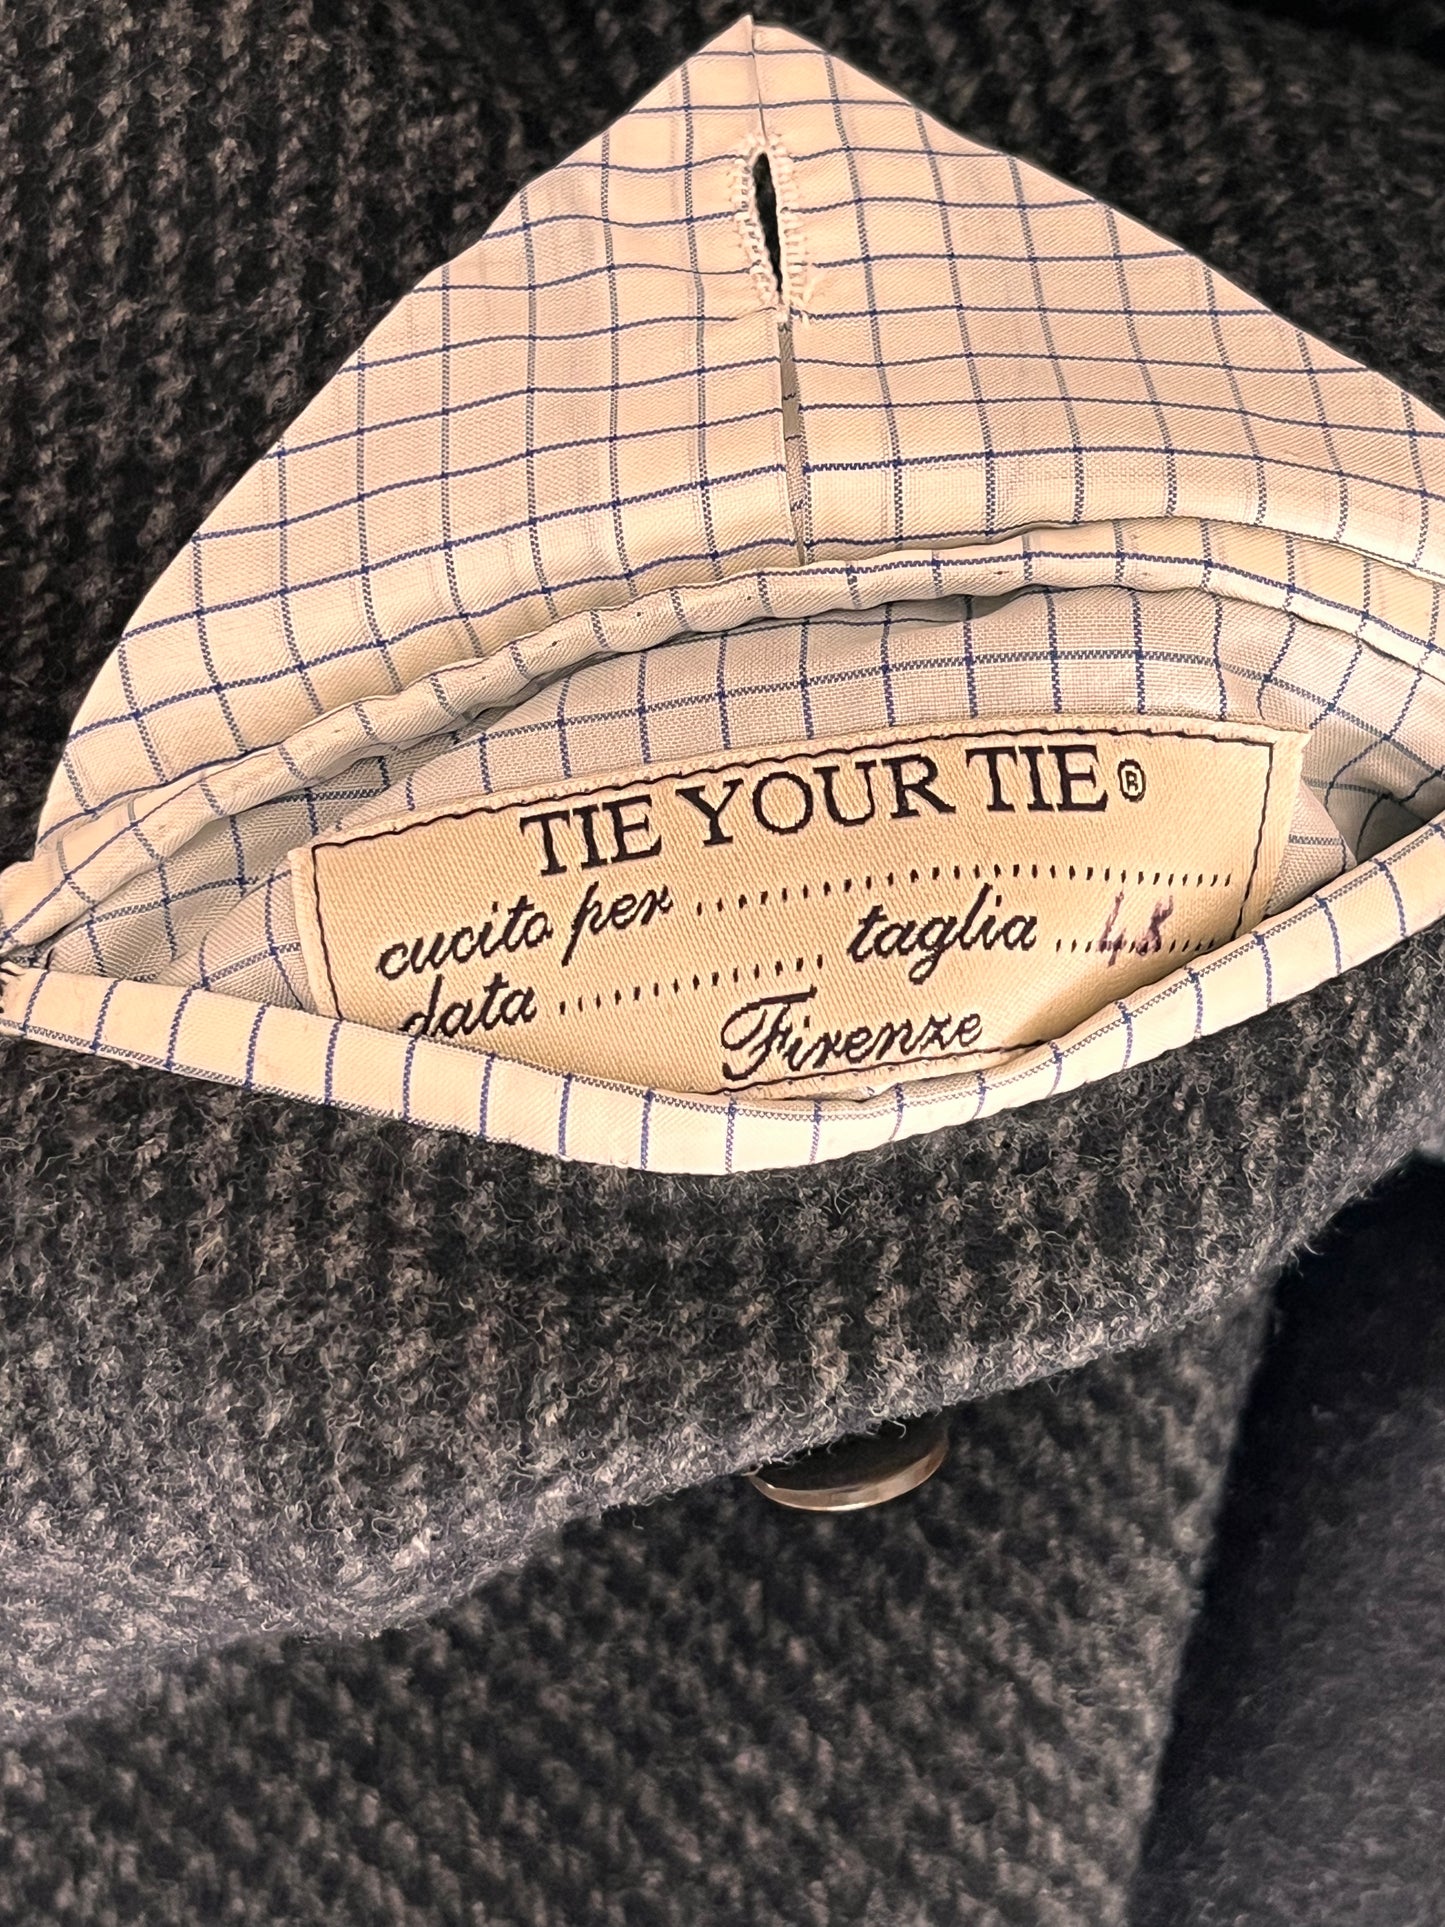 TIE YOUR TIE®
cucito per ........................................
data .................. taglia ....48.....
Firenze